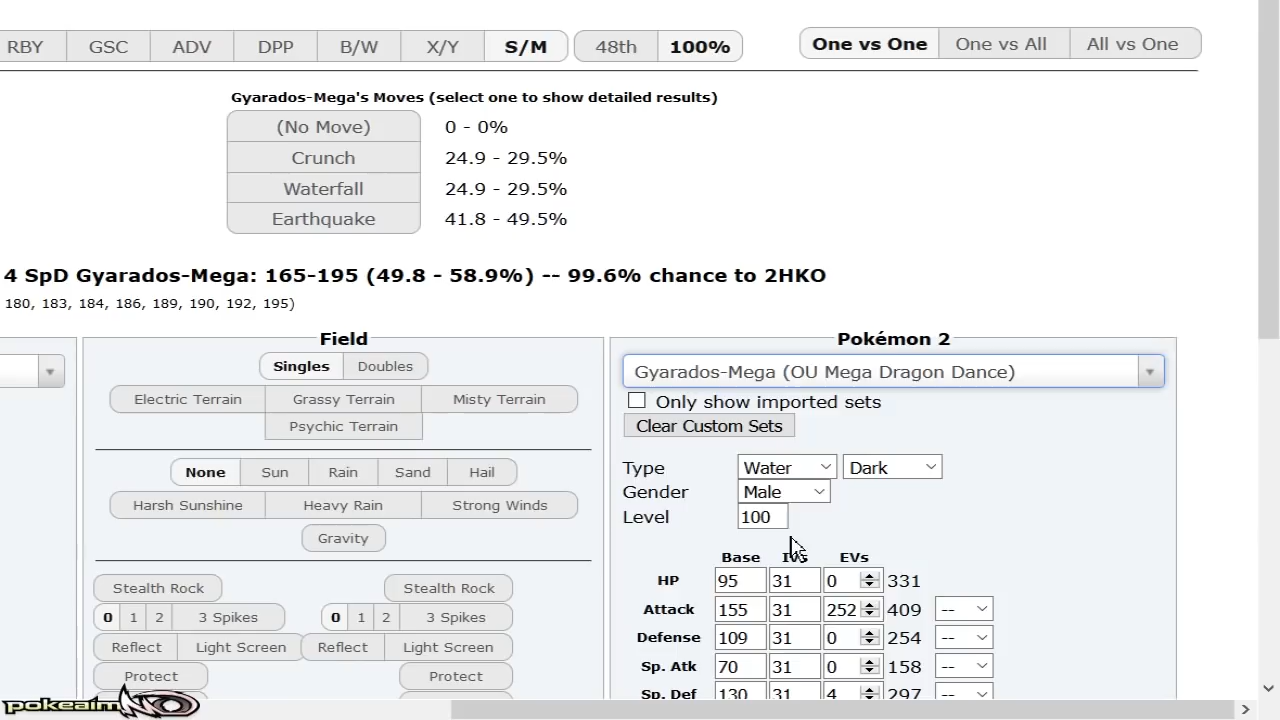 RBY GSC ADV DPP B/W X/Y S/M 48th 100% One vs One One vs All All vs One
Gyarados-Mega's Moves (select one to show detailed results)
(No Move) 0 - 0%
Crunch 24.9 - 29.5%
Waterfall 24.9 - 29.5%
Earthquake 41.8 - 49.5%
4 SpD Gyarados-Mega: 165-195 (49.8 - 58.9%) -- 99.6% chance to 2HKO
180, 183, 184, 186, 189, 190, 192, 195)
Field
Singles Doubles
Electric Terrain Grassy Terrain Misty Terrain
Psychic Terrain
None Sun Rain Sand Hail
Harsh Sunshine Heavy Rain Strong Winds
Gravity
Stealth Rock Stealth Rock
0 1 2 3 Spikes 0 1 2 3 Spikes
Reflect Light Screen Reflect Light Screen
Protect Protect
Pokémon 2
Gyarados-Mega (OU Mega Dragon Dance)
Only show imported sets
Clear Custom Sets
Type Water Dark
Gender Male
Level 100
Base IVs EVs
HP 95 31 0 331
Attack 155 31 252 409 --
Defense 109 31 0 254 --
Sp. Atk 70 31 0 158 --
Sp. Def 130 31 4 297 --
pokeaimMD